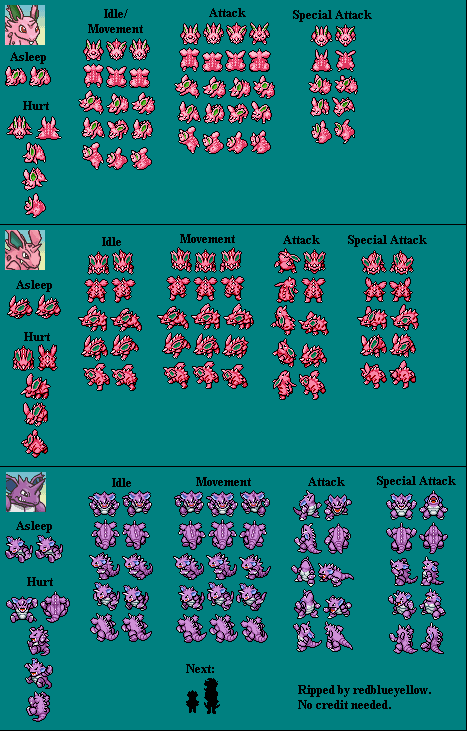 Idle/
Movement
Attack
Special Attack
Asleep
Hurt
Idle
Movement
Attack
Special Attack
Asleep
Hurt
Idle
Movement
Attack
Special Attack
Asleep
Hurt
Next:
Ripped by redblueyellow.
No credit needed.